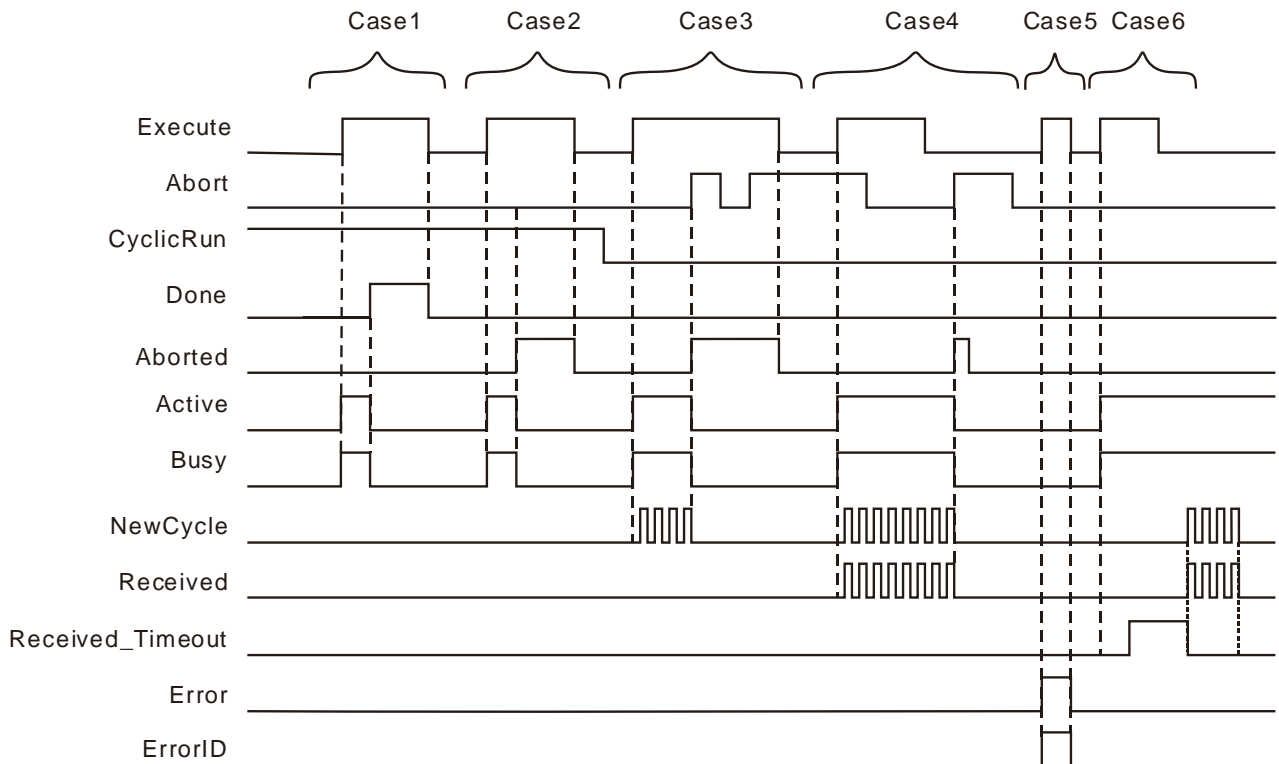 Case1 Case2 Case3 Case4 Case5 Case6
Execute
Abort
CyclicRun
Done
Aborted
Active
Busy
NewCycle
Received
Received_Timeout
Error
ErrorID